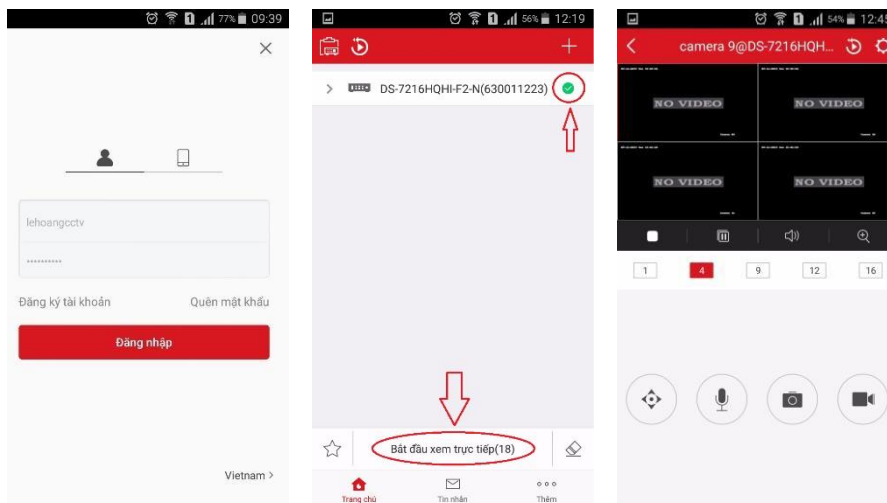 77% 09:39
lehoangcctv
••••••••••
Đăng ký tài khoản
Quên mật khẩu
Đăng nhập
Vietnam >
56% 12:19
DS-7216HQHI-F2-N(630011223)
Bắt đầu xem trực tiếp(18)
Trang chủ
Tin nhắn
Thêm
54% 12:45
camera 9@DS-7216HQH...
NO VIDEO
NO VIDEO
NO VIDEO
NO VIDEO
1
4
9
12
16